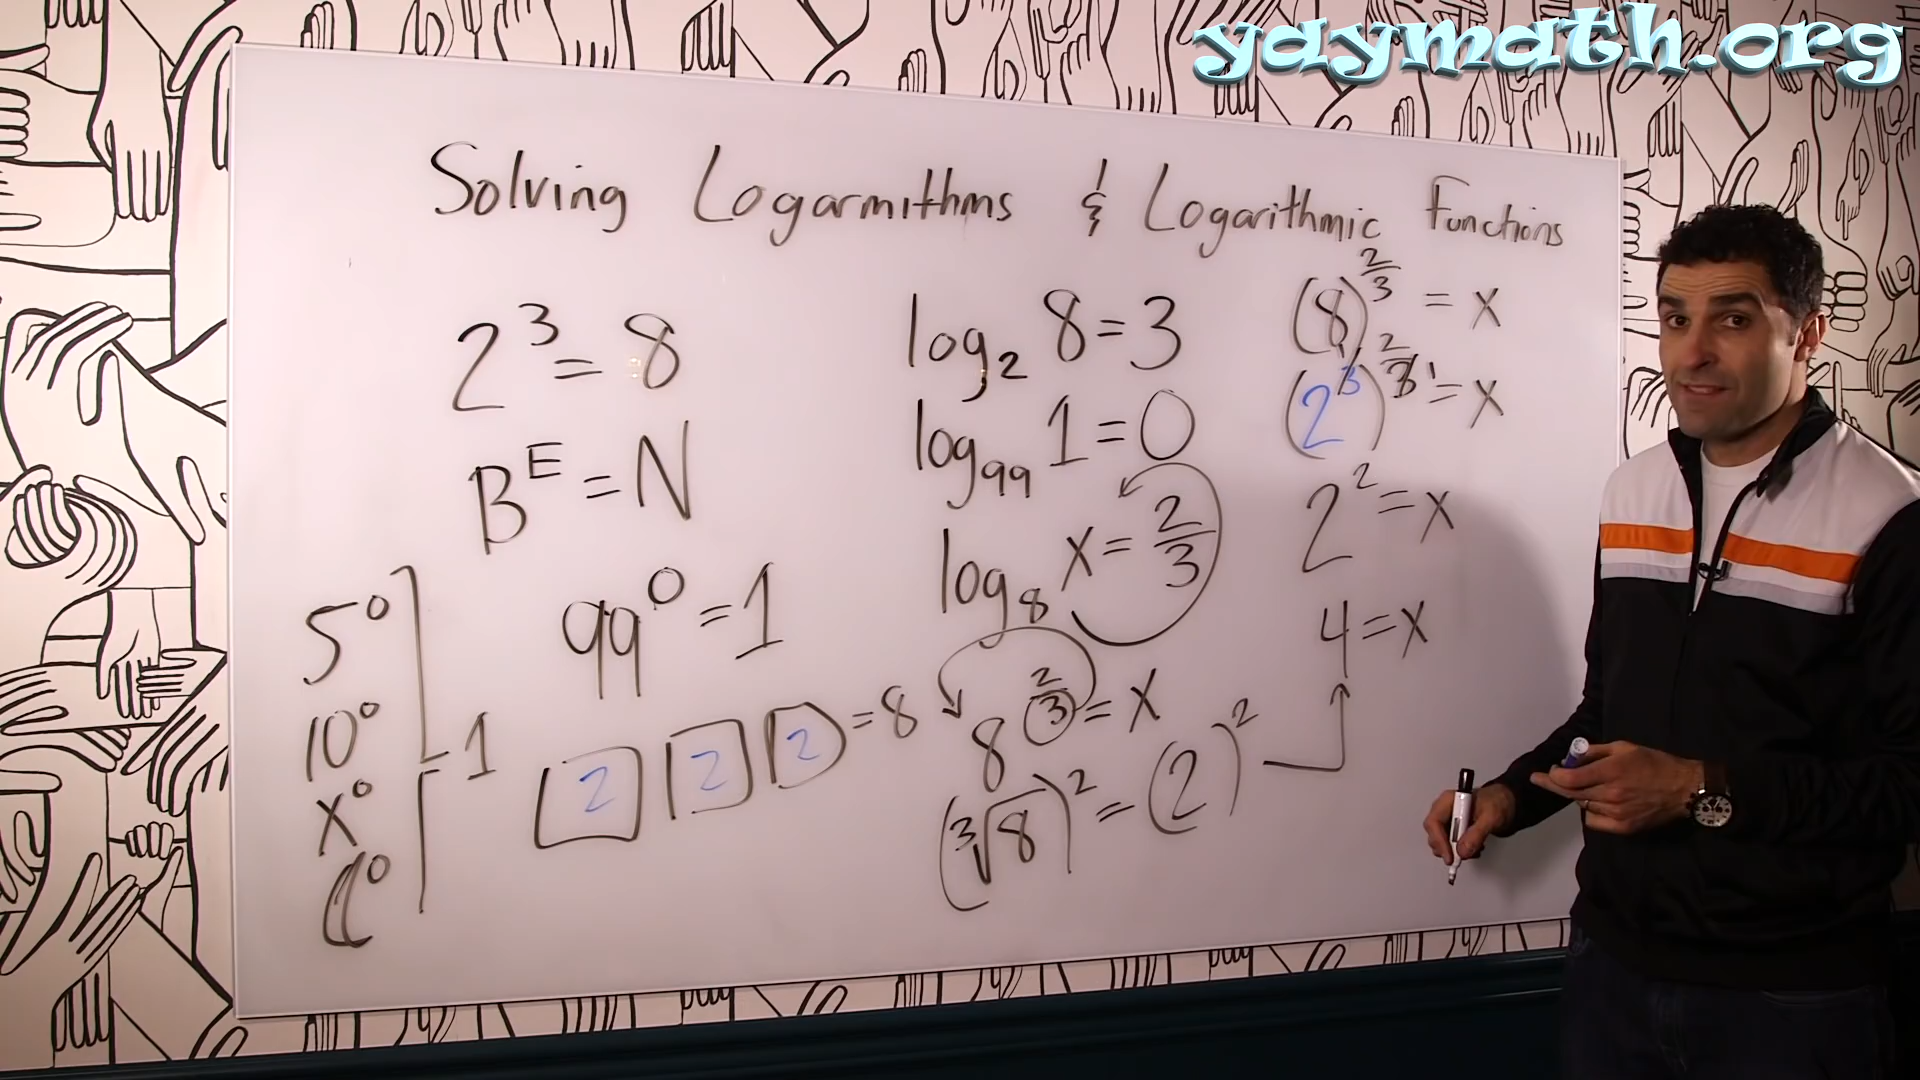 yaymath.org
Solving Logarmithms & Logarithmic Functions
2³ = 8
B^E = N
99⁰ = 1
5⁰
10⁰
x⁰
1
2 2 2 = 8
log₂ 8 = 3
log₉₉ 1 = 0
log₈ x = 2/3
8^(2/3) = x
(³√8)² = (2)²
(8)^(2/3) = x
(2³)^(2/3) = x
2² = x
4 = x